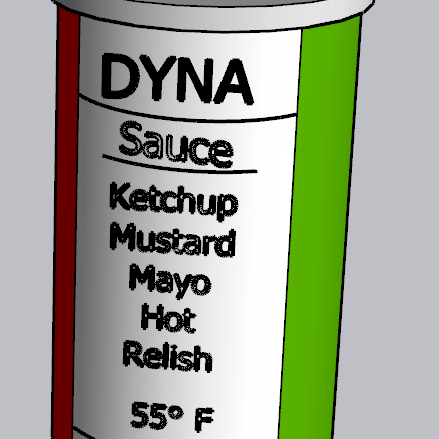 DYNA
Sauce
Ketchup
Mustard
Mayo
Hot
Relish
55° F